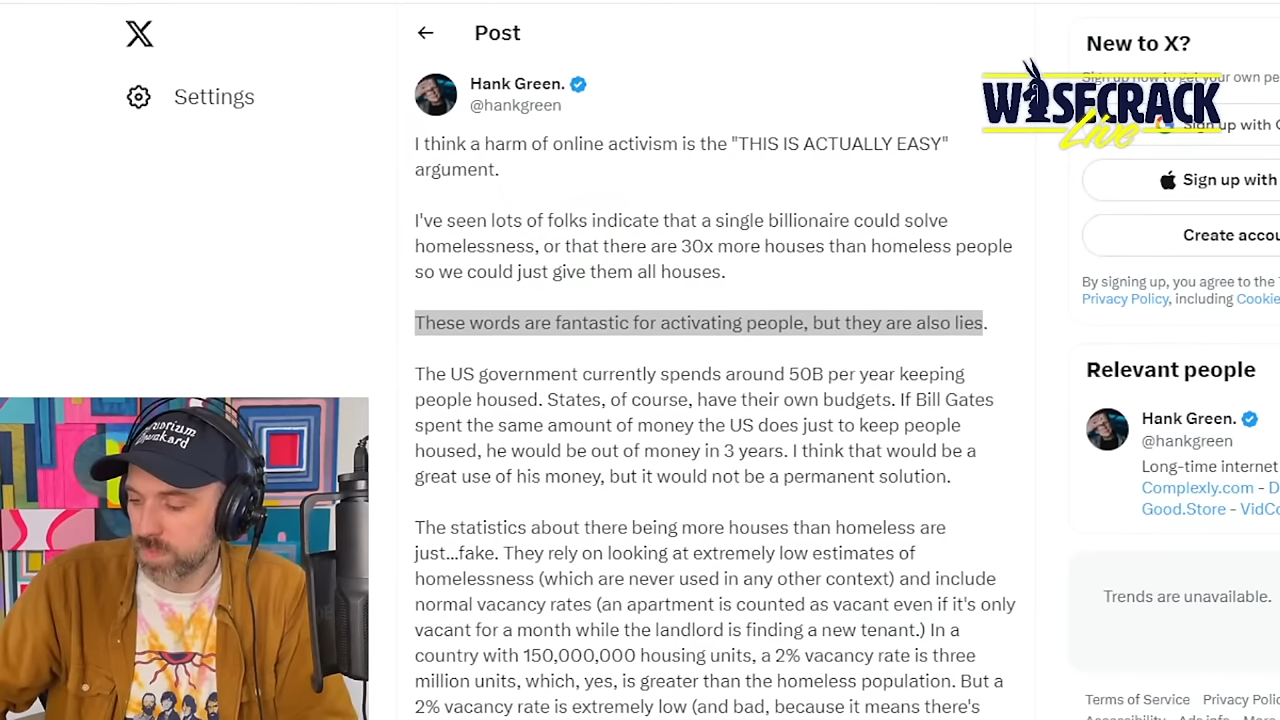 Post
Settings
Hank Green.
@hankgreen
I think a harm of online activism is the "THIS IS ACTUALLY EASY"
argument.
I've seen lots of folks indicate that a single billionaire could solve
homelessness, or that there are 30x more houses than homeless people
so we could just give them all houses.
These words are fantastic for activating people, but they are also lies.
The US government currently spends around 50B per year keeping
people housed. States, of course, have their own budgets. If Bill Gates
spent the same amount of money the US does just to keep people
housed, he would be out of money in 3 years. I think that would be a
great use of his money, but it would not be a permanent solution.
The statistics about there being more houses than homeless are
just...fake. They rely on looking at extremely low estimates of
homelessness (which are never used in any other context) and include
normal vacancy rates (an apartment is counted as vacant even if it's only
vacant for a month while the landlord is finding a new tenant.) In a
country with 150,000,000 housing units, a 2% vacancy rate is three
million units, which, yes, is greater than the homeless population. But a
2% vacancy rate is extremely low (and bad, because it means there's
New to X?
Sign up now to get your own pe
WISECRACK
Live
Sign up with G
Sign up with
Create accou
By signing up, you agree to the T
Privacy Policy, including Cookie
Relevant people
Hank Green.
@hankgreen
Long-time internet
Complexly.com - D
Good.Store - VidCo
Trends are unavailable.
Terms of Service Privacy Polic